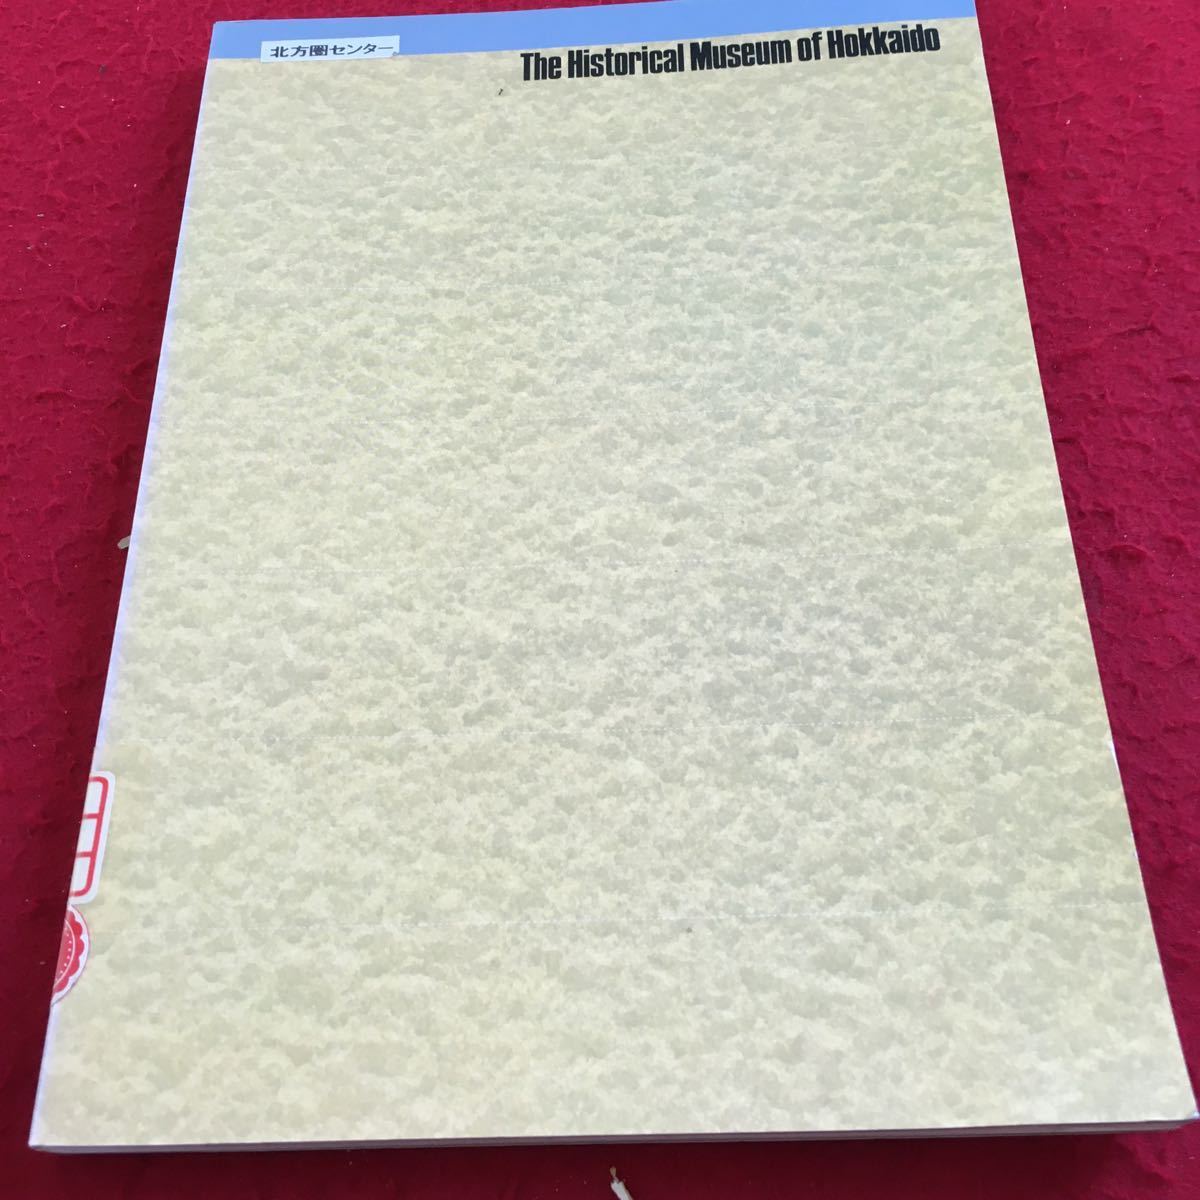 北方圏センター
The Historical Museum of Hokkaido